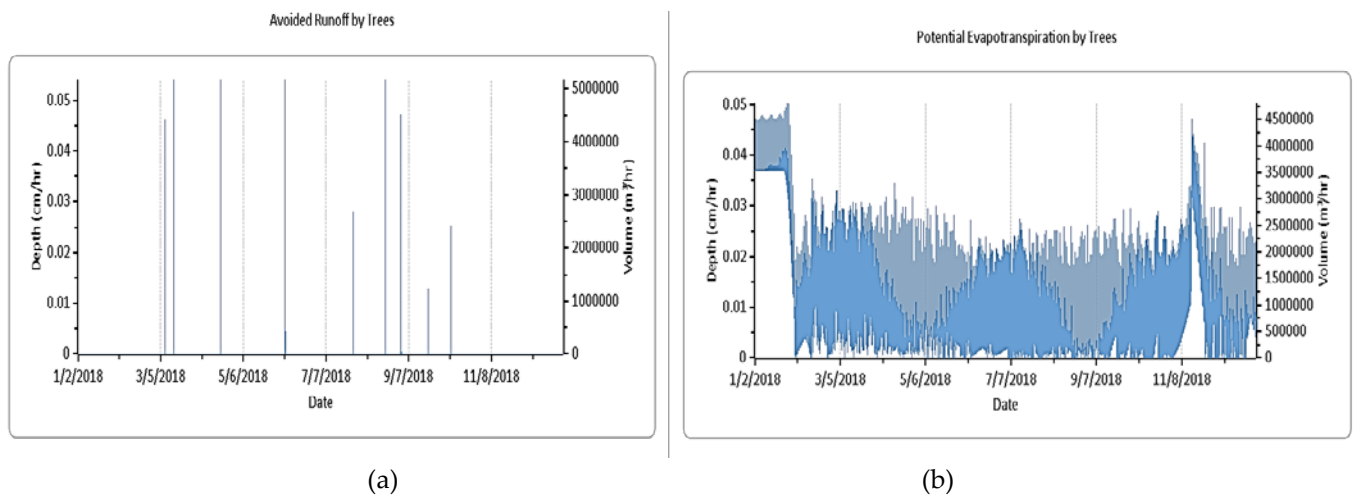 Avoided Runoff by Trees
Depth (cm/hr)
0.05
0.04
0.03
0.02
0.01
0
5000000
4000000
3000000
2000000
1000000
0
Volume (m³/hr)
1/2/2018 3/5/2018 5/6/2018 7/7/2018 9/7/2018 11/8/2018
Date
(a)
Potential Evapotranspiration by Trees
Depth (cm/hr)
0.05
0.04
0.03
0.02
0.01
0
4500000
4000000
3500000
3000000
2500000
2000000
1500000
1000000
500000
0
Volume (m³/hr)
1/2/2018 3/5/2018 5/6/2018 7/7/2018 9/7/2018 11/8/2018
Date
(b)